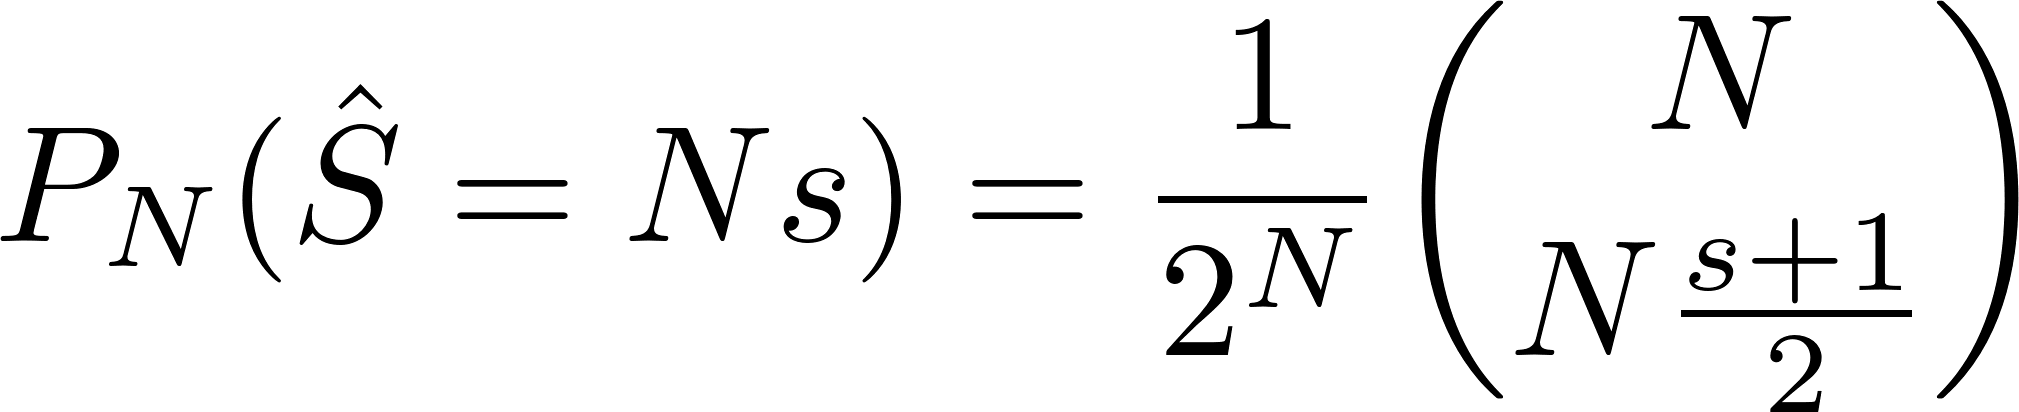 P_N(\hat{S} = Ns) = \frac{1}{2^N} \binom{N}{N\frac{s+1}{2}}